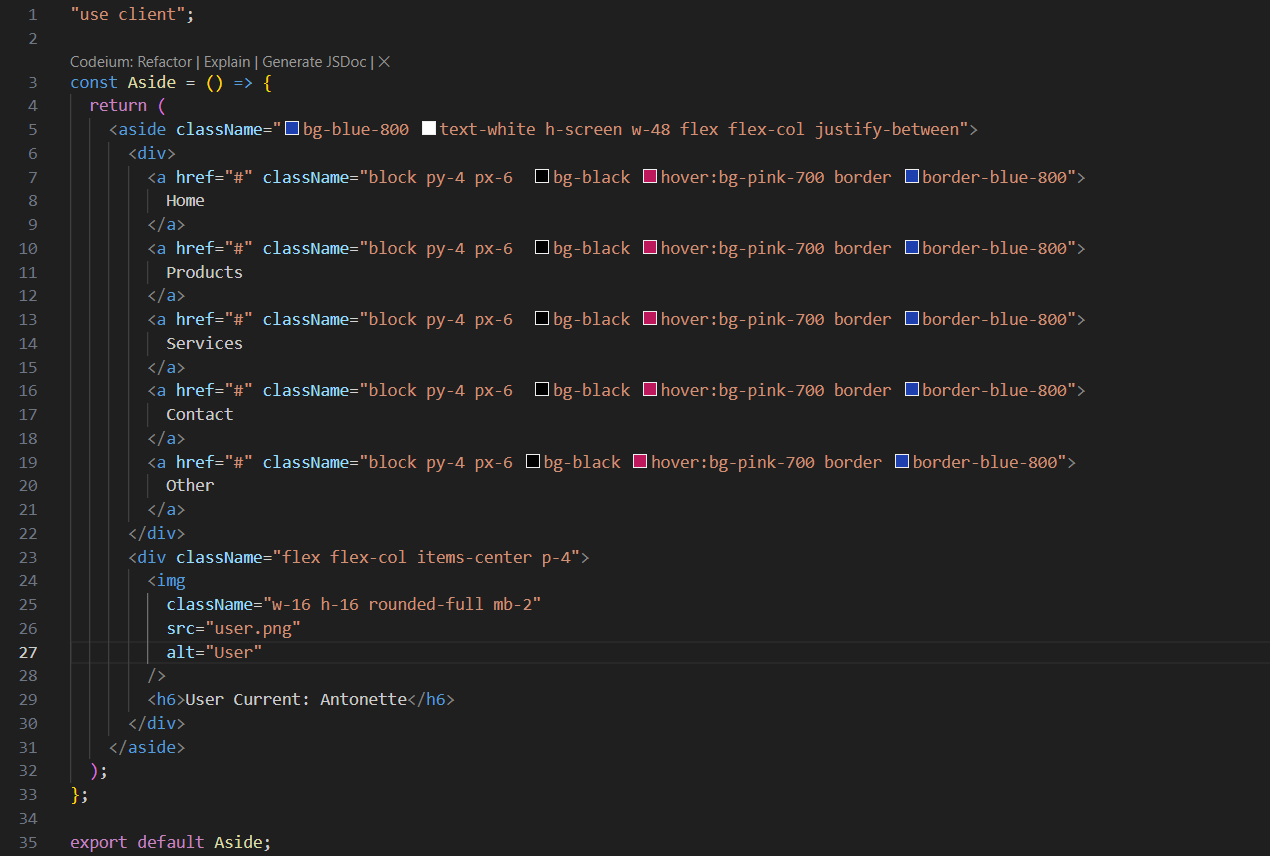 1 "use client";
2
Codeium: Refactor | Explain | Generate JSDoc | ✕
3 const Aside = () => {
4   return (
5     <aside className="bg-blue-800 text-white h-screen w-48 flex flex-col justify-between">
6       <div>
7         <a href="#" className="block py-4 px-6  bg-black hover:bg-pink-700 border border-blue-800">
8           Home
9         </a>
10         <a href="#" className="block py-4 px-6  bg-black hover:bg-pink-700 border border-blue-800">
11           Products
12         </a>
13         <a href="#" className="block py-4 px-6  bg-black hover:bg-pink-700 border border-blue-800">
14           Services
15         </a>
16         <a href="#" className="block py-4 px-6  bg-black hover:bg-pink-700 border border-blue-800">
17           Contact
18         </a>
19         <a href="#" className="block py-4 px-6 bg-black hover:bg-pink-700 border border-blue-800">
20           Other
21         </a>
22       </div>
23       <div className="flex flex-col items-center p-4">
24         <img
25           className="w-16 h-16 rounded-full mb-2"
26           src="user.png"
27           alt="User"
28         />
29         <h6>User Current: Antonette</h6>
30       </div>
31     </aside>
32   );
33 };
34
35 export default Aside;